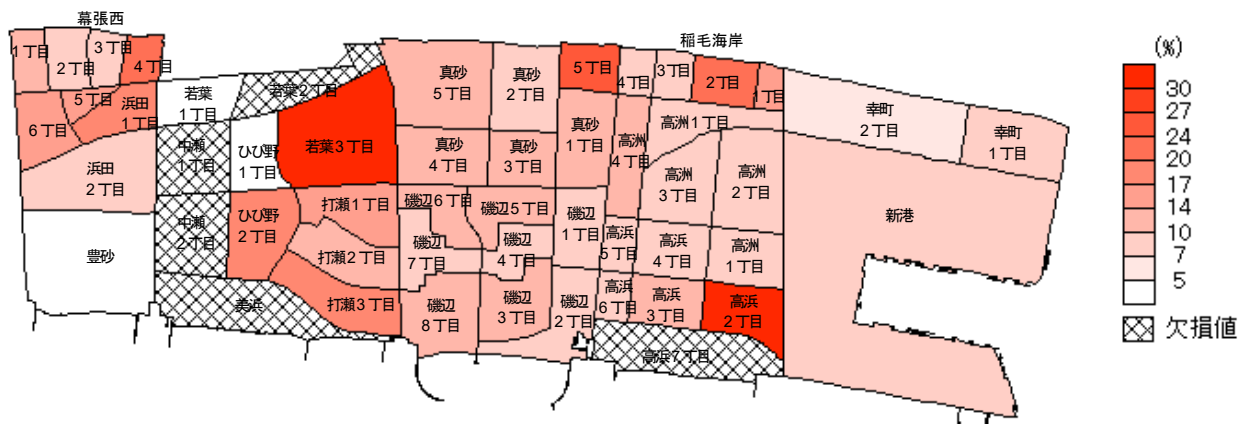 幕張西
1丁目
2丁目
3丁目
4丁目
5丁目
6丁目
浜田
1丁目
浜田
2丁目
豊砂
若葉
1丁目
若葉2丁目
若葉3丁目
中瀬
1丁目
中瀬
2丁目
ひび野
1丁目
ひび野
2丁目
美浜
打瀬1丁目
打瀬2丁目
打瀬3丁目
真砂
5丁目
真砂
2丁目
真砂
4丁目
真砂
3丁目
真砂
1丁目
磯辺6丁目
磯辺5丁目
磯辺
7丁目
磯辺
4丁目
磯辺
1丁目
磯辺
8丁目
磯辺
3丁目
磯辺
2丁目
稲毛海岸
5丁目
4丁目
3丁目
2丁目
1丁目
高洲1丁目
高洲
4丁目
高洲
3丁目
高洲
2丁目
高浜
5丁目
高浜
4丁目
高洲
1丁目
高浜
6丁目
高浜
3丁目
高浜
2丁目
高浜7丁目
幸町
2丁目
幸町
1丁目
新港
(%)
30
27
24
20
17
14
10
7
5
欠損値